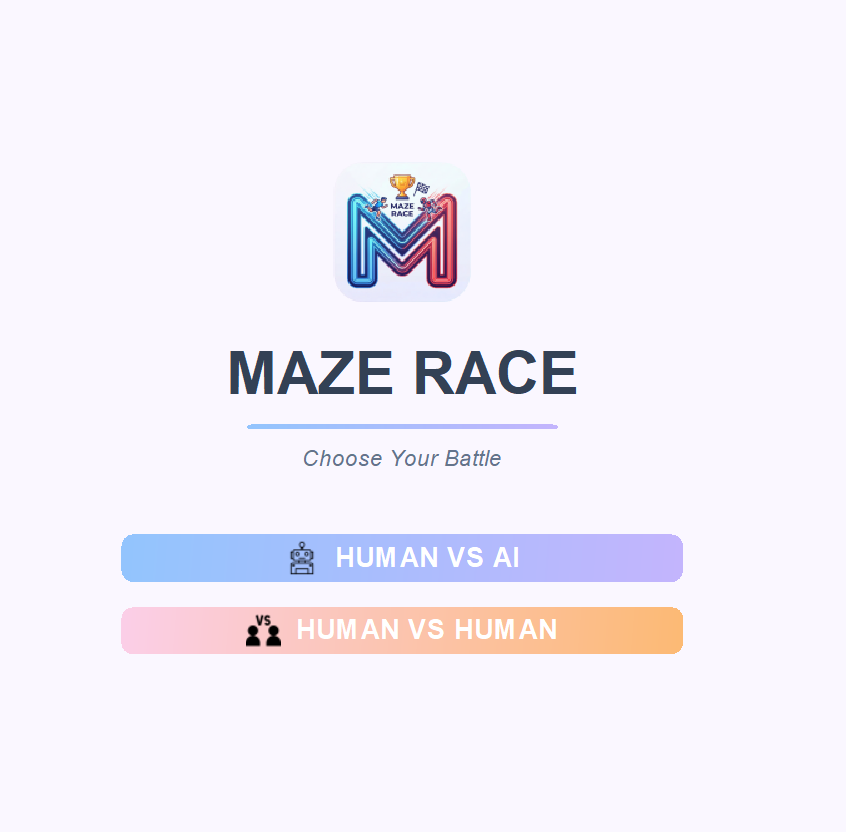 MAZE
RACE
MAZE RACE
Choose Your Battle
HUMAN VS AI
VS
HUMAN VS HUMAN